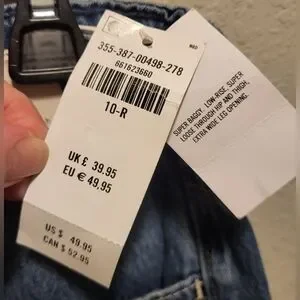 355-387-00498-278
661623660
10-R
UK £ 39.95
EU € 49,95
US $ 49.95
CAN $ 52.95
SUPER BAGGY, LOW-RISE, SUPER
LOOSE THROUGH HIP AND THIGH,
EXTRA WIDE LEG OPENING.